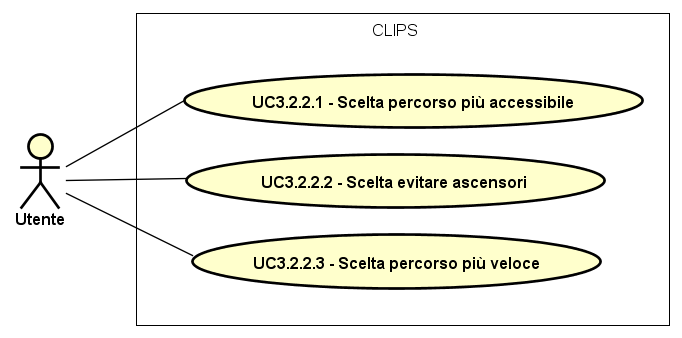 CLIPS
UC3.2.2.1 - Scelta percorso più accessibile
UC3.2.2.2 - Scelta evitare ascensori
Utente
UC3.2.2.3 - Scelta percorso più veloce